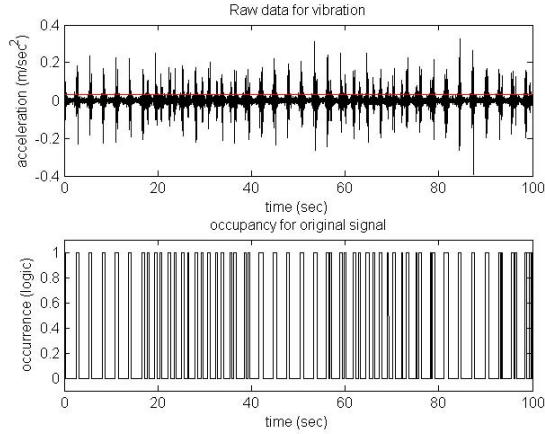 Raw data for vibration
0.4
0.2
0
-0.2
-0.4
acceleration (m/sec²)
0 20 40 60 80 100
time (sec)
occupancy for original signal
1
0.8
0.6
0.4
0.2
0
occurrence (logic)
0 20 40 60 80 100
time (sec)